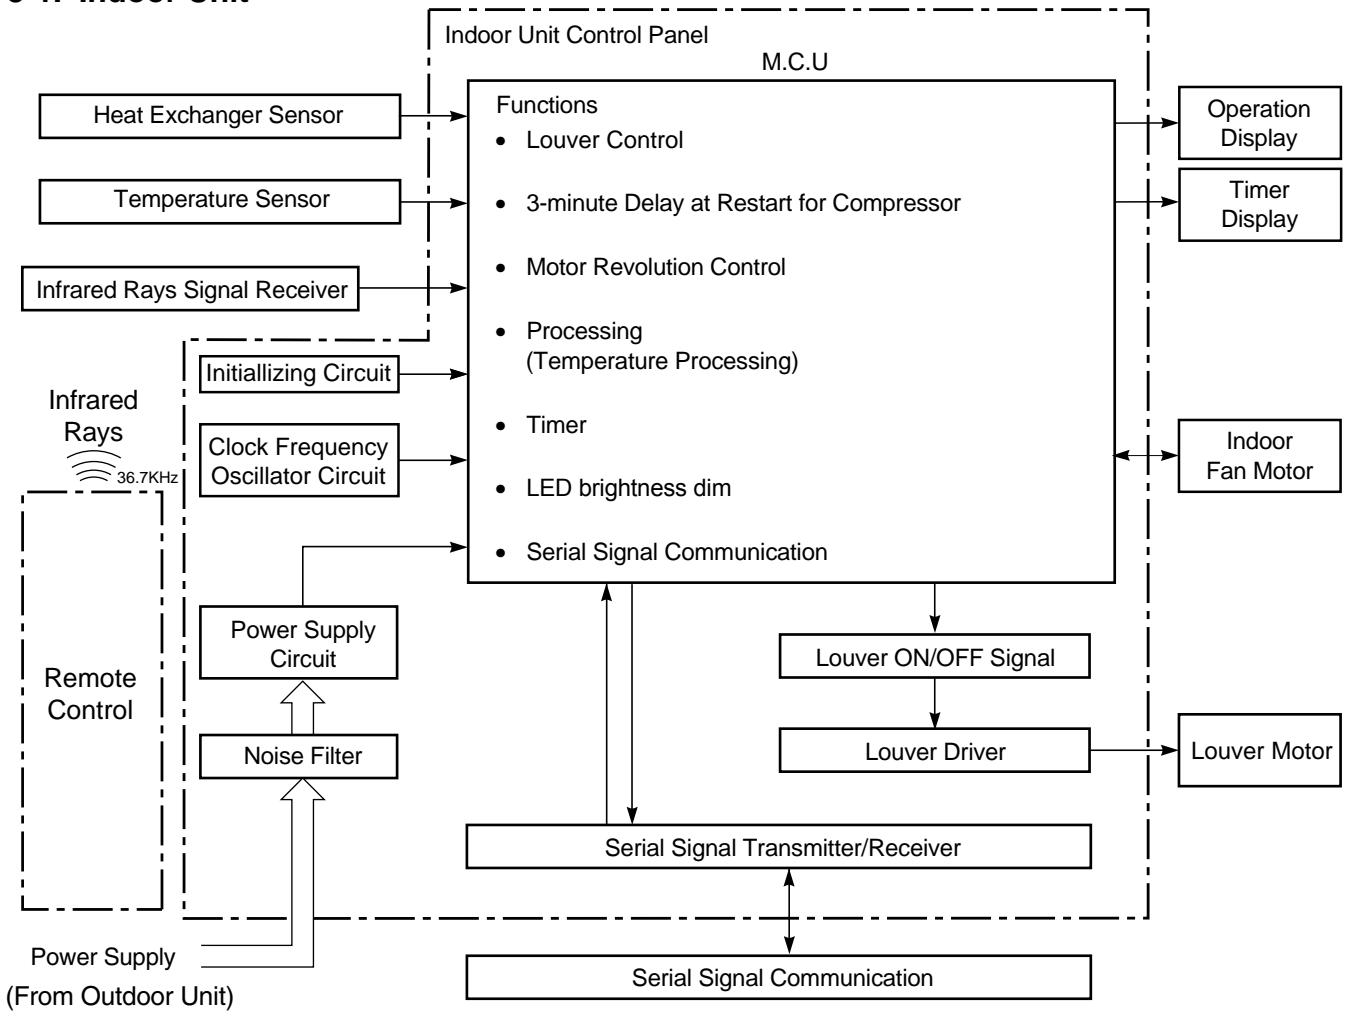 Indoor Unit Control Panel
M.C.U
Functions
• Louver Control
• 3-minute Delay at Restart for Compressor
• Motor Revolution Control
• Processing
(Temperature Processing)
• Timer
• LED brightness dim
• Serial Signal Communication
Heat Exchanger Sensor
Temperature Sensor
Infrared Rays Signal Receiver
Initiallizing Circuit
Clock Frequency
Oscillator Circuit
Infrared
Rays
36.7KHz
Remote
Control
Power Supply
Circuit
Noise Filter
Power Supply
(From Outdoor Unit)
Operation
Display
Timer
Display
Indoor
Fan Motor
Louver ON/OFF Signal
Louver Driver
Louver Motor
Serial Signal Transmitter/Receiver
Serial Signal Communication